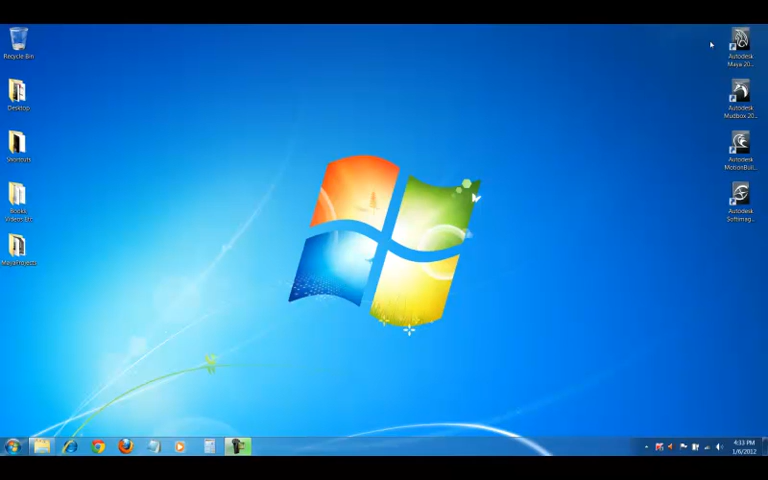 Recycle Bin
Desktop
Shortcuts
Books
Videos Tra...
MayaProjects
Autodesk
Maya 20...
Autodesk
Mudbox 20...
Autodesk
MotionBuil...
Autodesk
Softimag...
4:33 PM
1/6/2012